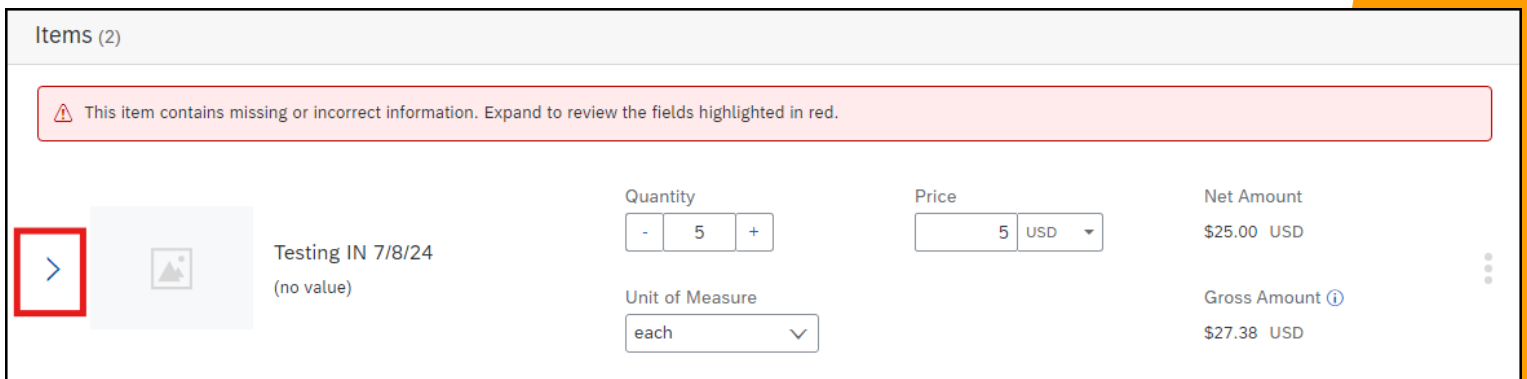 Items (2)
This item contains missing or incorrect information. Expand to review the fields highlighted in red.
Testing IN 7/8/24
(no value)
Quantity
- 5 +
Unit of Measure
each
Price
5 USD
Net Amount
$25.00 USD
Gross Amount
$27.38 USD